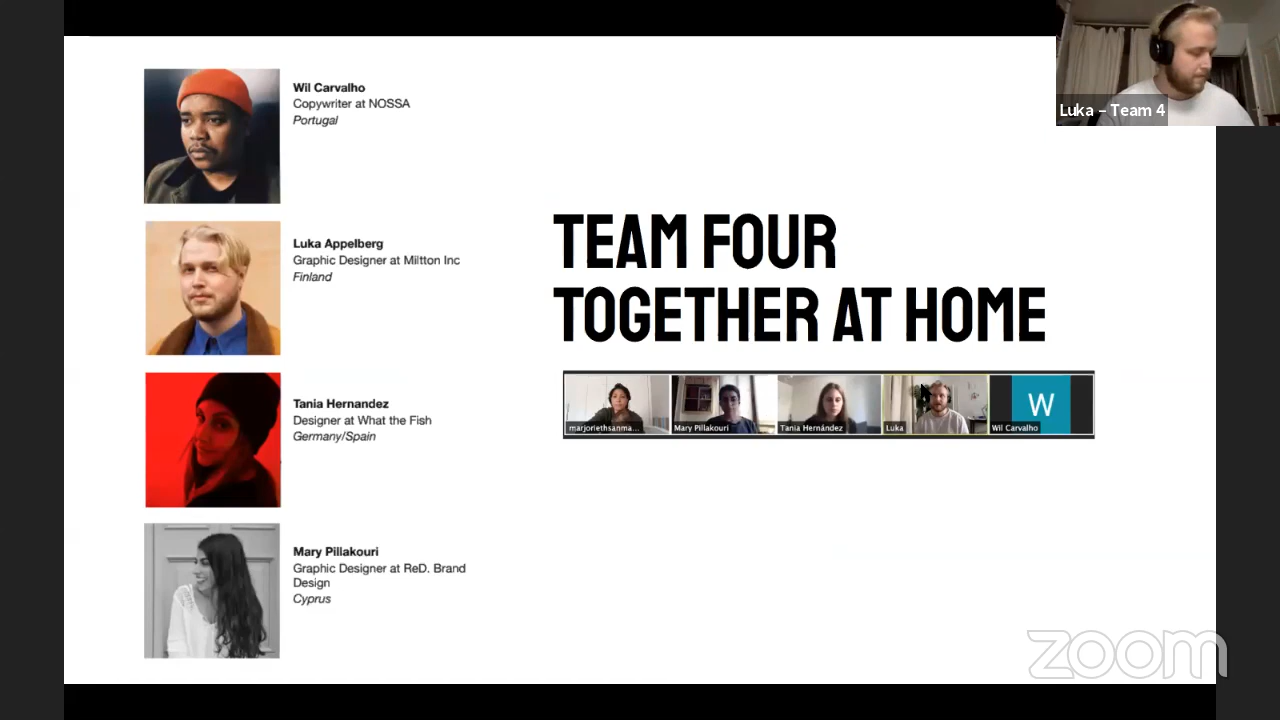 Wil Carvalho
Copywriter at NOSSA
Portugal
Luka Appelberg
Graphic Designer at Miltton Inc
Finland
Tania Hernandez
Designer at What the Fish
Germany/Spain
Mary Pillakouri
Graphic Designer at ReD. Brand
Design
Cyprus
TEAM FOUR
TOGETHER AT HOME
marjoriethsanma...
Mary Pillakouri
Tania Hernández
Luka
W
Wil Carvalho
Luka – Team 4
zoom